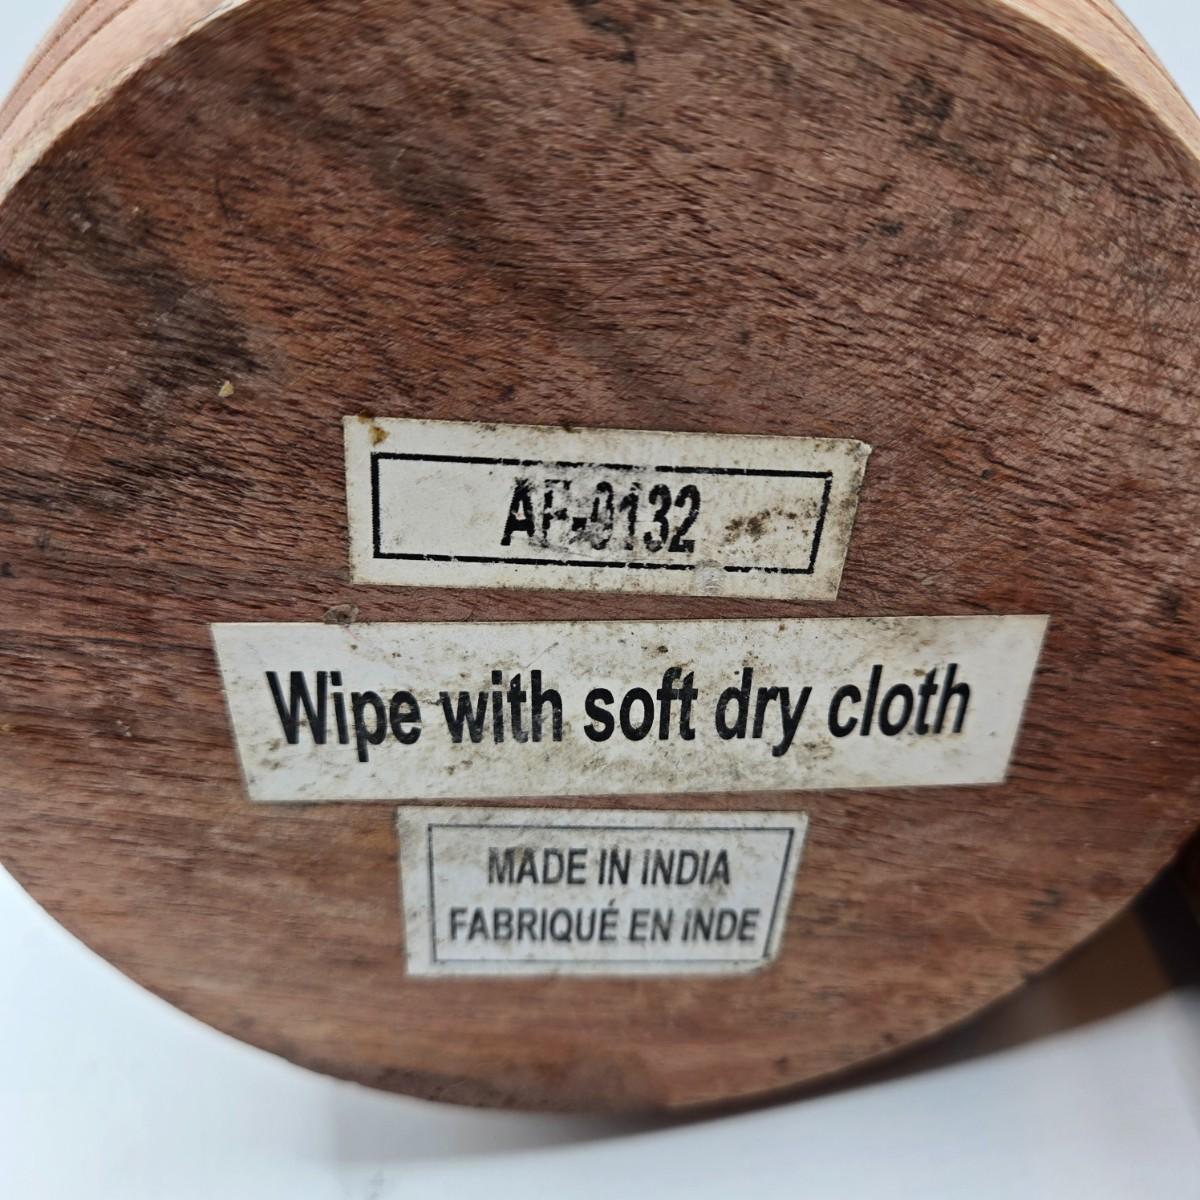 AF-0132
Wipe with soft dry cloth
MADE IN INDIA
FABRIQUÉ EN INDE